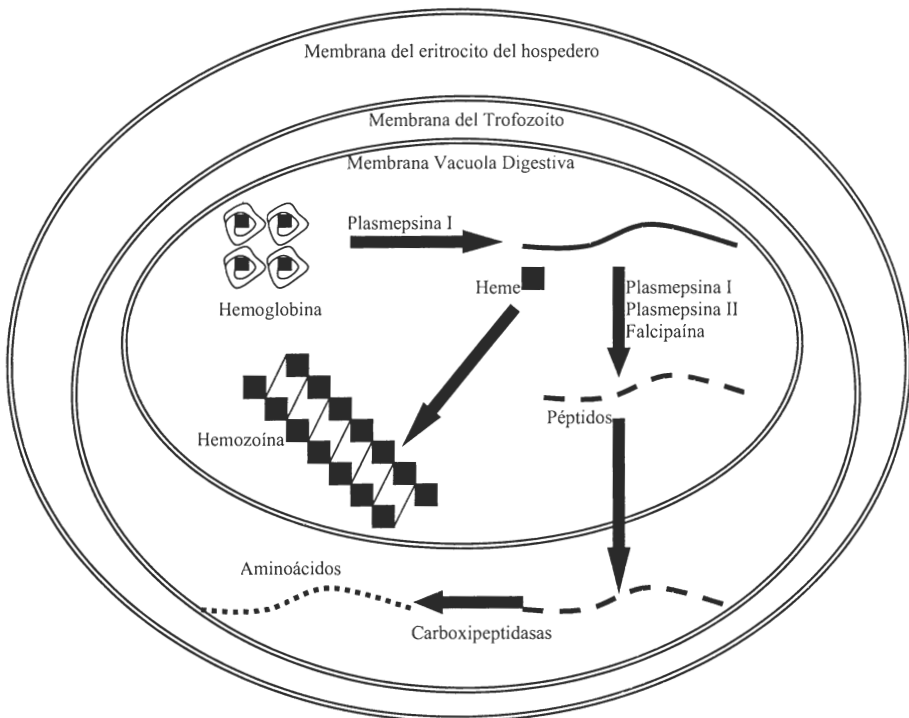 Membrana del eritrocito del hospedero
Membrana del Trofozoito
Membrana Vacuola Digestiva
Plasmepsina I
Hemoglobina
Heme
Plasmepsina I
Plasmepsina II
Falcipaína
Hemozoína
Péptidos
Aminoácidos
Carboxipeptidasas